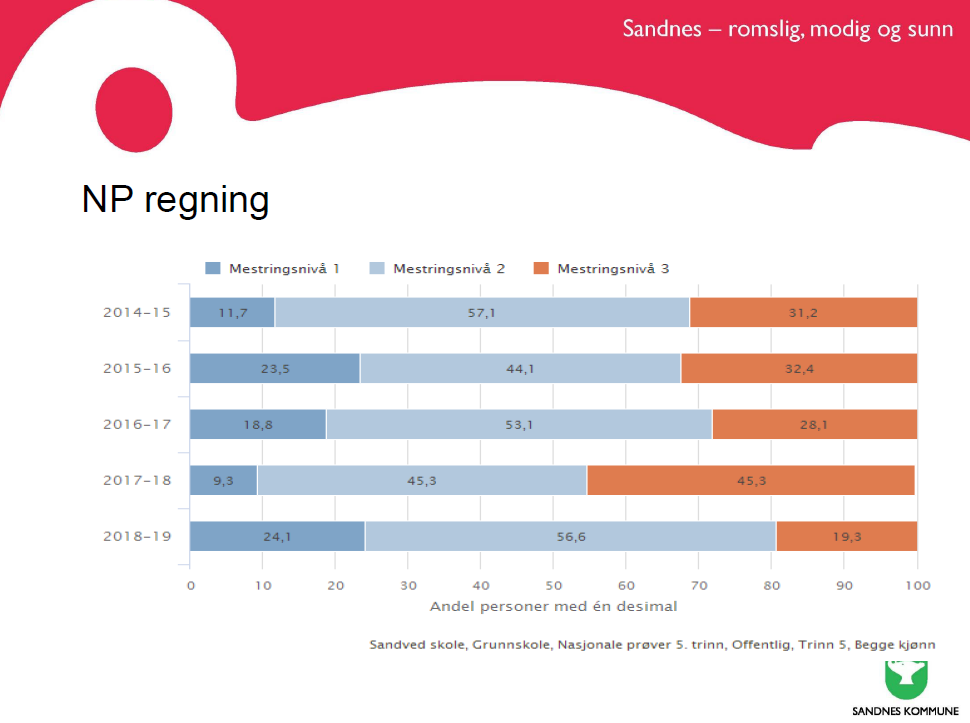 Sandnes – romslig, modig og sunn
NP regning
Mestringsnivå 1 Mestringsnivå 2 Mestringsnivå 3
2014-15 11,7 57,1 31,2
2015-16 23,5 44,1 32,4
2016-17 18,8 53,1 28,1
2017-18 9,3 45,3 45,3
2018-19 24,1 56,6 19,3
0 10 20 30 40 50 60 70 80 90 100
Andel personer med én desimal
Sandved skole, Grunnskole, Nasjonale prøver 5. trinn, Offentlig, Trinn 5, Begge kjønn
SANDNES KOMMUNE